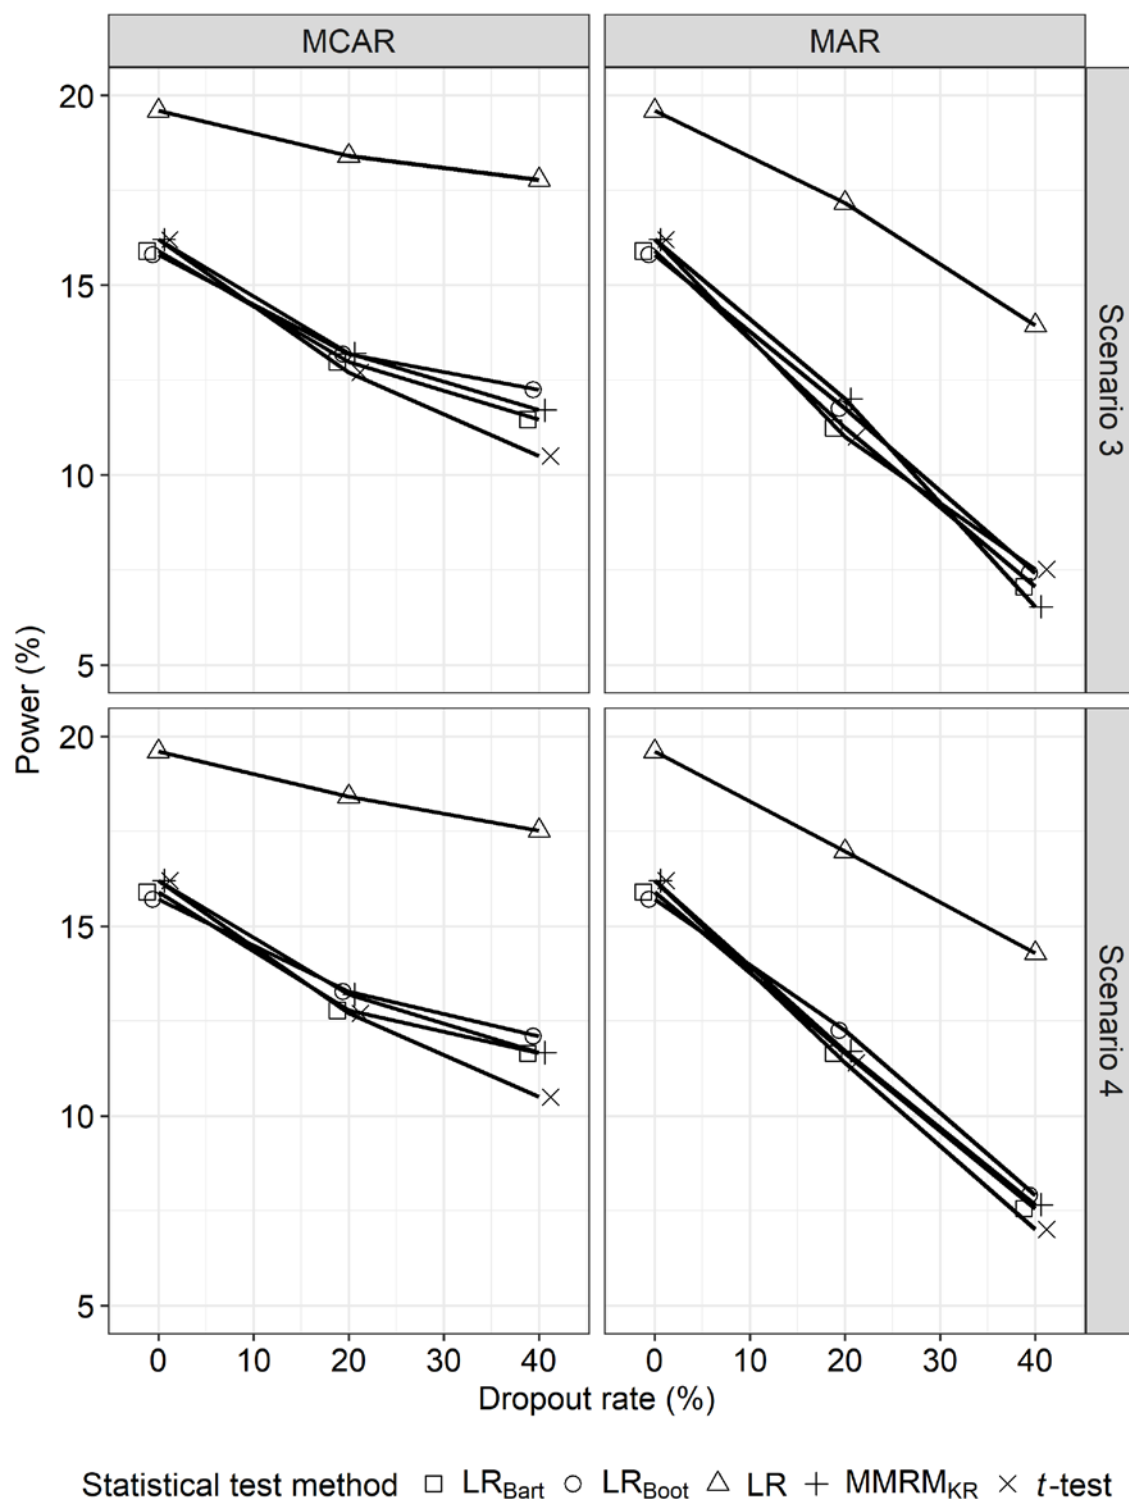 MCAR MAR
20
15
10
5
Scenario 3
Power (%)
20
15
10
5
Scenario 4
0 10 20 30 40 0 10 20 30 40
Dropout rate (%)
Statistical test method LRBart LRBoot LR MMRMKR t-test